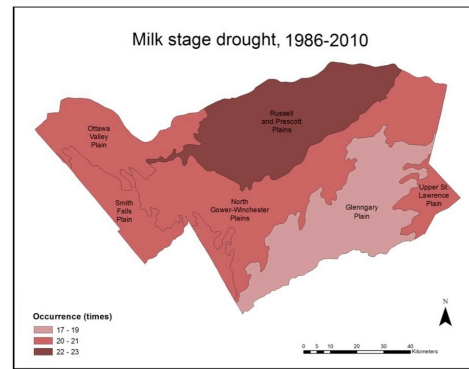 Milk stage drought, 1986-2010
Russell
and Prescott
Plains
Ottawa
Valley
Plain
Smith
Falls
Plain
North
Gower-Winchester
Plains
Glenngary
Plain
Upper St.
Lawrence
Plain
Occurrence (times)
17 - 19
20 - 21
22 - 23
N
0 5 10 20 30 40
Kilometers